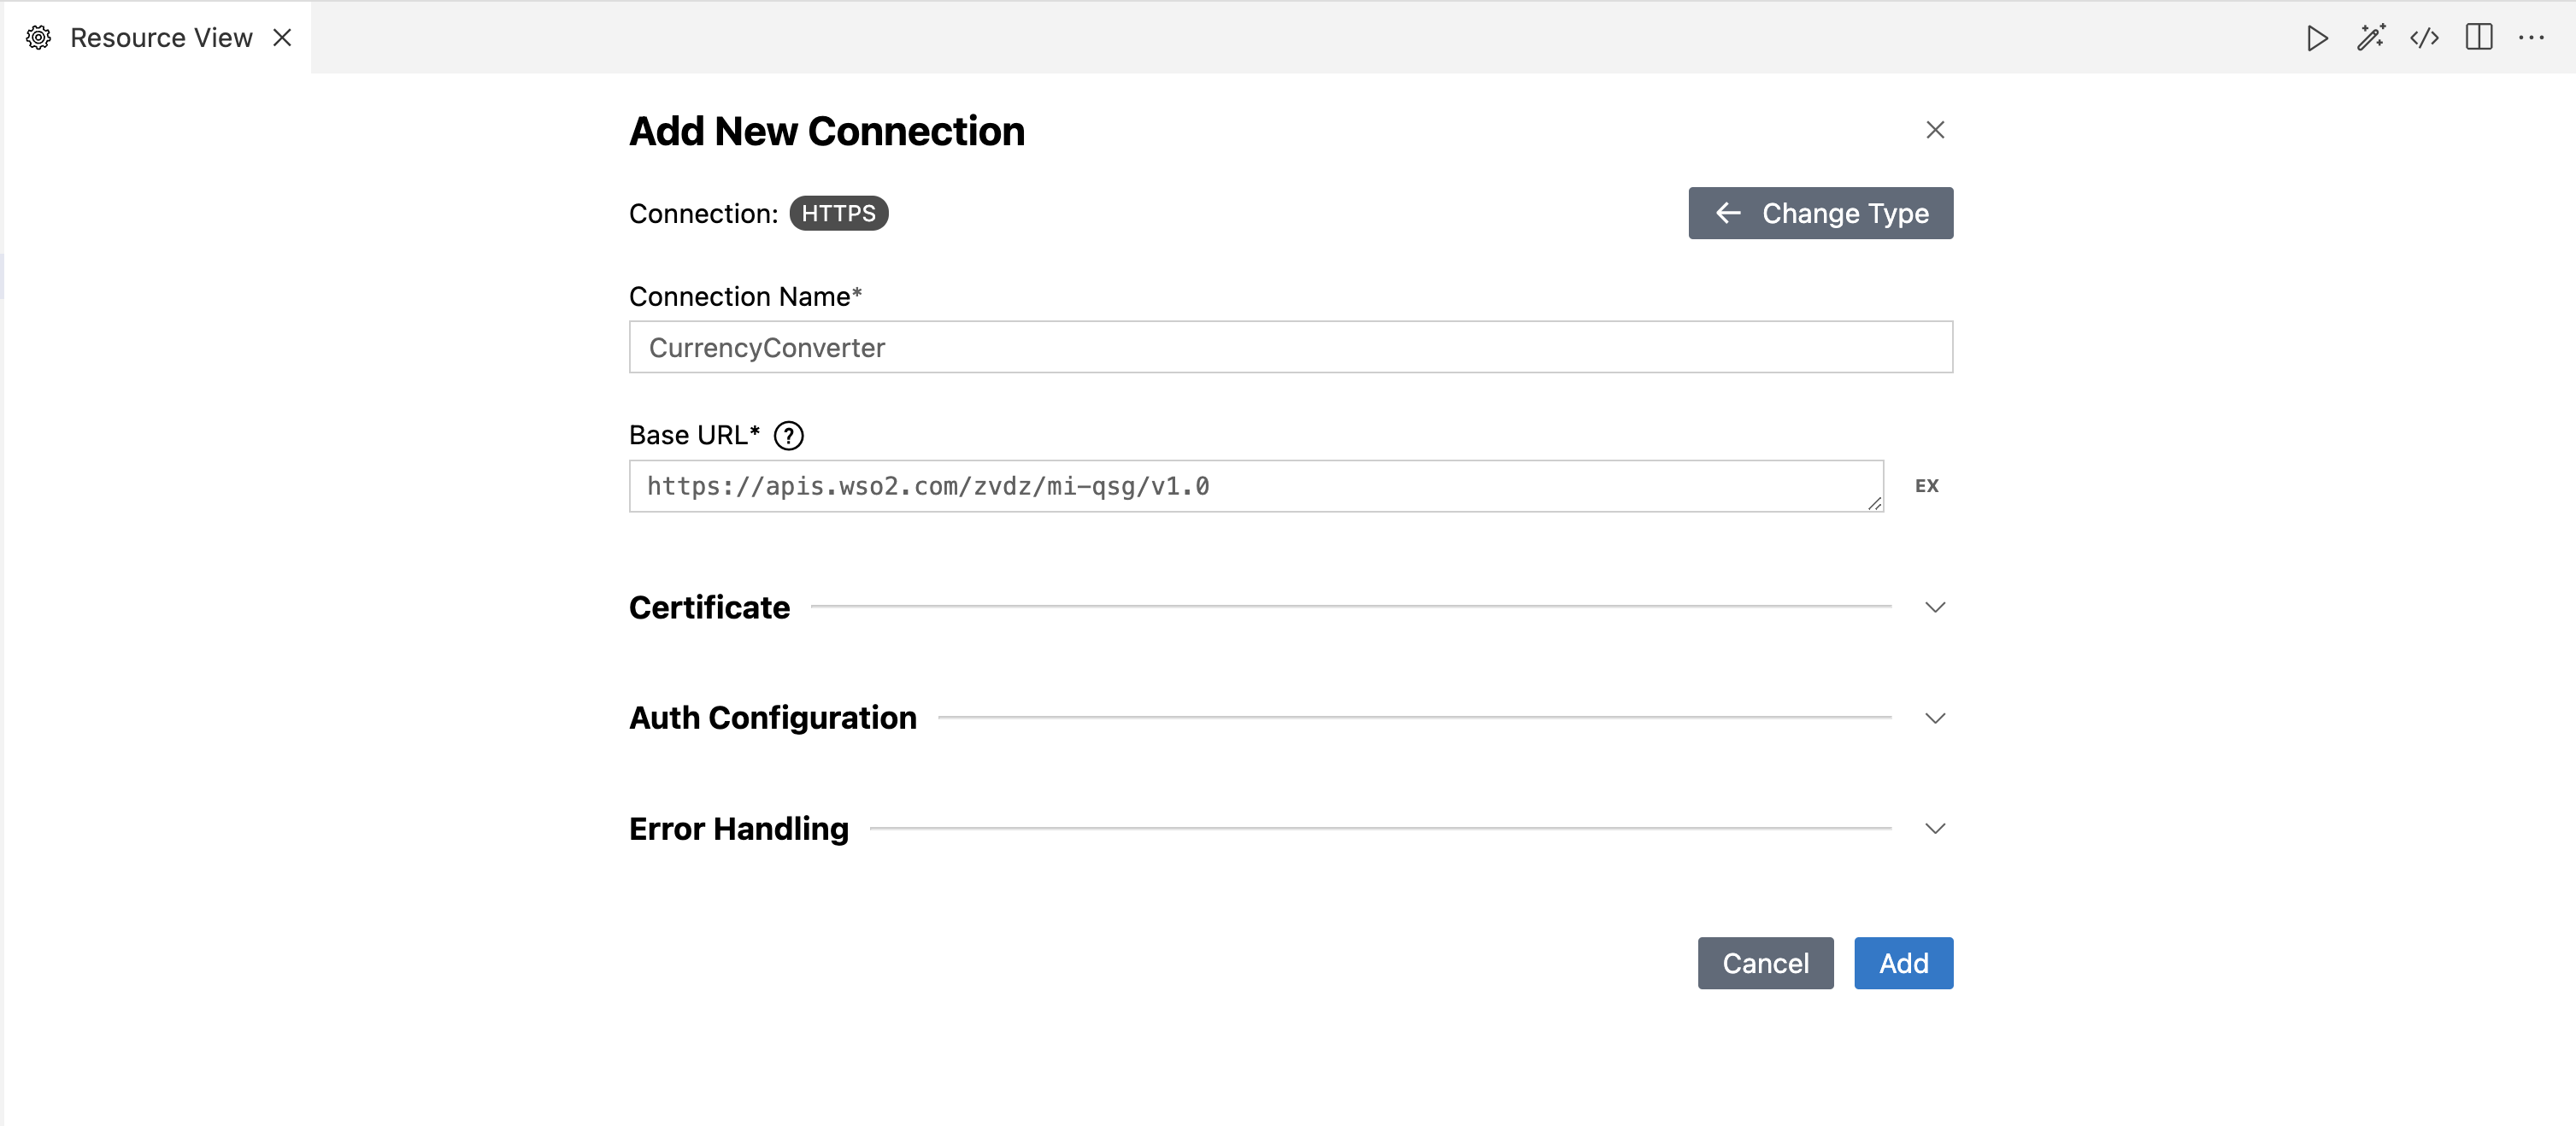 Resource View
Add New Connection
Connection: HTTPS
Change Type
Connection Name*
CurrencyConverter
Base URL* ?
https://apis.wso2.com/zvdz/mi-qsg/v1.0
EX
Certificate
Auth Configuration
Error Handling
Cancel Add